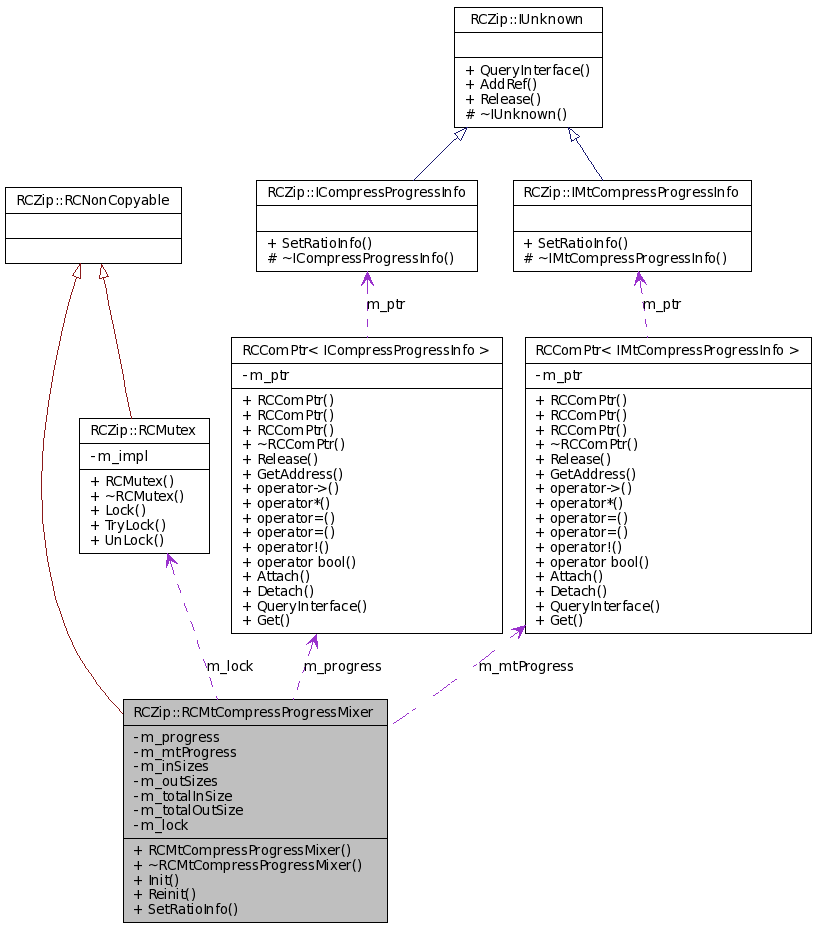 RCZip::IUnknown
+ QueryInterface()
+ AddRef()
+ Release()
# ~IUnknown()
RCZip::RCNonCopyable
RCZip::ICompressProgressInfo
+ SetRatioInfo()
# ~ICompressProgressInfo()
RCZip::IMtCompressProgressInfo
+ SetRatioInfo()
# ~IMtCompressProgressInfo()
m_ptr
m_ptr
RCZip::RCMutex
- m_impl
+ RCMutex()
+ ~RCMutex()
+ Lock()
+ TryLock()
+ UnLock()
RCComPtr< ICompressProgressInfo >
- m_ptr
+ RCComPtr()
+ RCComPtr()
+ RCComPtr()
+ ~RCComPtr()
+ Release()
+ GetAddress()
+ operator->()
+ operator*()
+ operator=()
+ operator=()
+ operator!()
+ operator bool()
+ Attach()
+ Detach()
+ QueryInterface()
+ Get()
RCComPtr< IMtCompressProgressInfo >
- m_ptr
+ RCComPtr()
+ RCComPtr()
+ RCComPtr()
+ ~RCComPtr()
+ Release()
+ GetAddress()
+ operator->()
+ operator*()
+ operator=()
+ operator=()
+ operator!()
+ operator bool()
+ Attach()
+ Detach()
+ QueryInterface()
+ Get()
m_lock
m_progress
m_mtProgress
RCZip::RCMtCompressProgressMixer
- m_progress
- m_mtProgress
- m_inSizes
- m_outSizes
- m_totalInSize
- m_totalOutSize
- m_lock
+ RCMtCompressProgressMixer()
+ ~RCMtCompressProgressMixer()
+ Init()
+ Reinit()
+ SetRatioInfo()